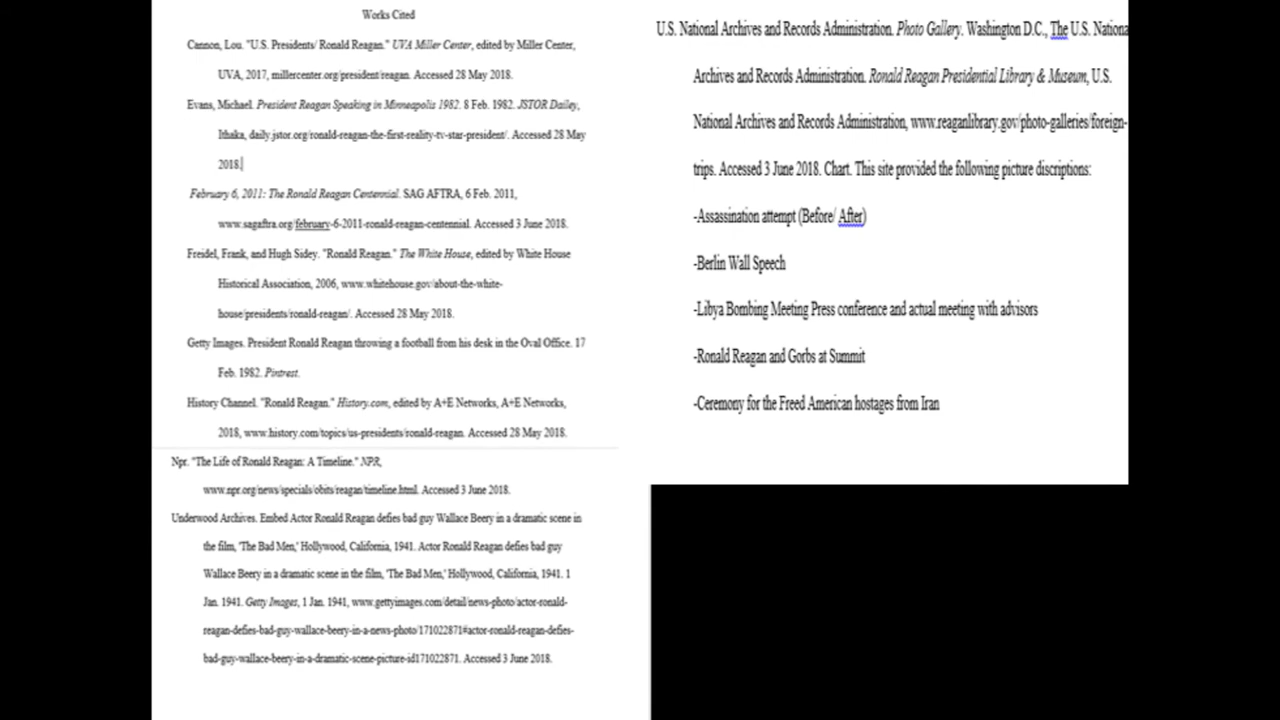 Works Cited
Cannon, Lou. "U.S. Presidents/ Ronald Reagan." UVA Miller Center, edited by Miller Center,
UVA, 2017, millercenter.org/president/reagan. Accessed 28 May 2018.
Evans, Michael. President Reagan Speaking in Minneapolis 1982. 8 Feb. 1982. JSTOR Dailey,
Ithaka, daily.jstor.org/ronald-reagan-the-first-reality-tv-star-president/. Accessed 28 May
2018.
February 6, 2011: The Ronald Reagan Centennial. SAG AFTRA, 6 Feb. 2011,
www.sagaftra.org/february-6-2011-ronald-reagan-centennial. Accessed 3 June 2018.
Freidel, Frank, and Hugh Sidey. "Ronald Reagan." The White House, edited by White House
Historical Association, 2006, www.whitehouse.gov/about-the-white-
house/presidents/ronald-reagan/. Accessed 28 May 2018.
Getty Images. President Ronald Reagan throwing a football from his desk in the Oval Office. 17
Feb. 1982. Pintrest.
History Channel. "Ronald Reagan." History.com, edited by A+E Networks, A+E Networks,
2018, www.history.com/topics/us-presidents/ronald-reagan. Accessed 28 May 2018.
Npr. "The Life of Ronald Reagan: A Timeline." NPR,
www.npr.org/news/specials/obits/reagan/timeline.html. Accessed 3 June 2018.
Underwood Archives. Embed Actor Ronald Reagan defies bad guy Wallace Beery in a dramatic scene in
the film, 'The Bad Men,' Hollywood, California, 1941. Actor Ronald Reagan defies bad guy
Wallace Beery in a dramatic scene in the film, 'The Bad Men,' Hollywood, California, 1941. 1
Jan. 1941. Getty Images, 1 Jan. 1941, www.gettyimages.com/detail/news-photo/actor-ronald-
reagan-defies-bad-guy-wallace-beery-in-a-news-photo/171022871#actor-ronald-reagan-defies-
bad-guy-wallace-beery-in-a-dramatic-scene-picture-id171022871. Accessed 3 June 2018.
U.S. National Archives and Records Administration. Photo Gallery. Washington D.C., The U.S. Nationa
Archives and Records Administration. Ronald Reagan Presidential Library & Museum, U.S.
National Archives and Records Administration, www.reaganlibrary.gov/photo-galleries/foreign-
trips. Accessed 3 June 2018. Chart. This site provided the following picture discriptions:
-Assassination attempt (Before/ After)
-Berlin Wall Speech
-Libya Bombing Meeting Press conference and actual meeting with advisors
-Ronald Reagan and Gorbs at Summit
-Ceremony for the Freed American hostages from Iran